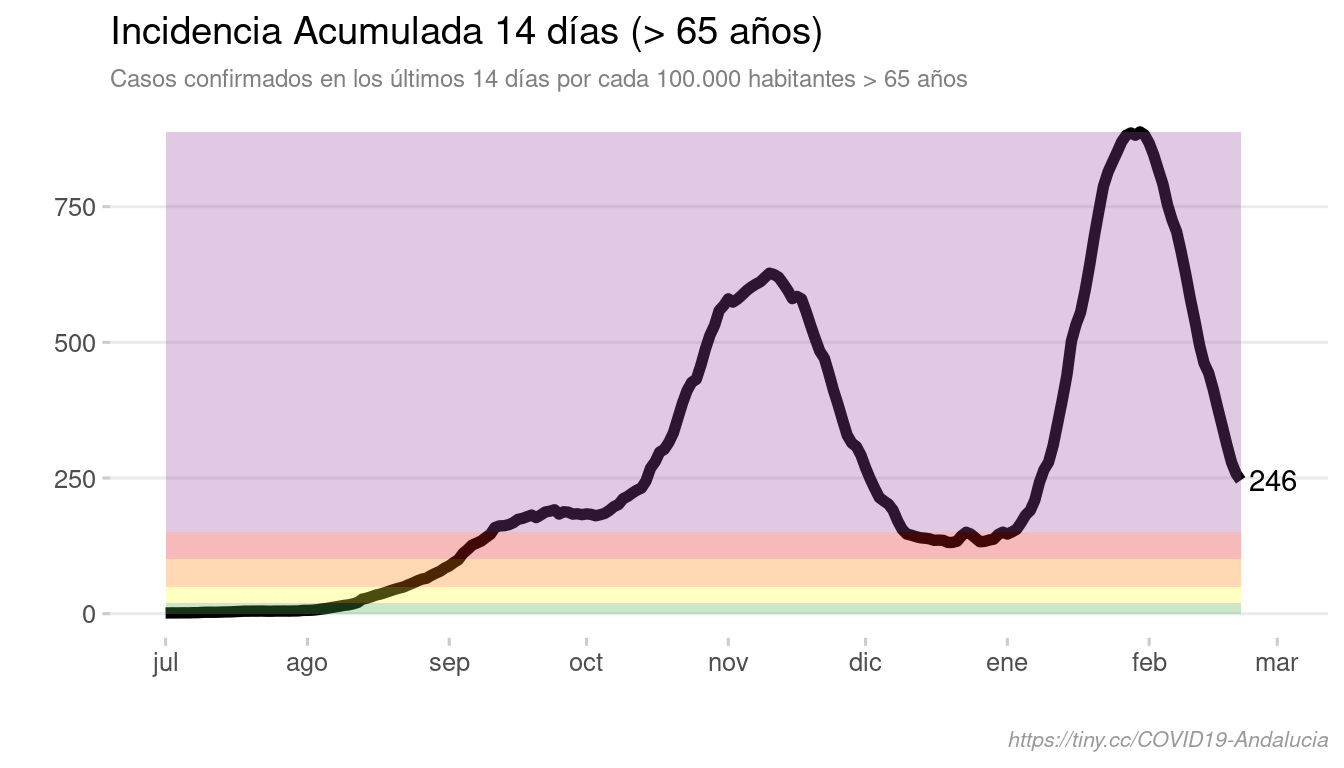 Incidencia Acumulada 14 días (> 65 años)
Casos confirmados en los últimos 14 días por cada 100.000 habitantes > 65 años
750
500
250
0
246
jul ago sep oct nov dic ene feb mar
https://tiny.cc/COVID19-Andalucia